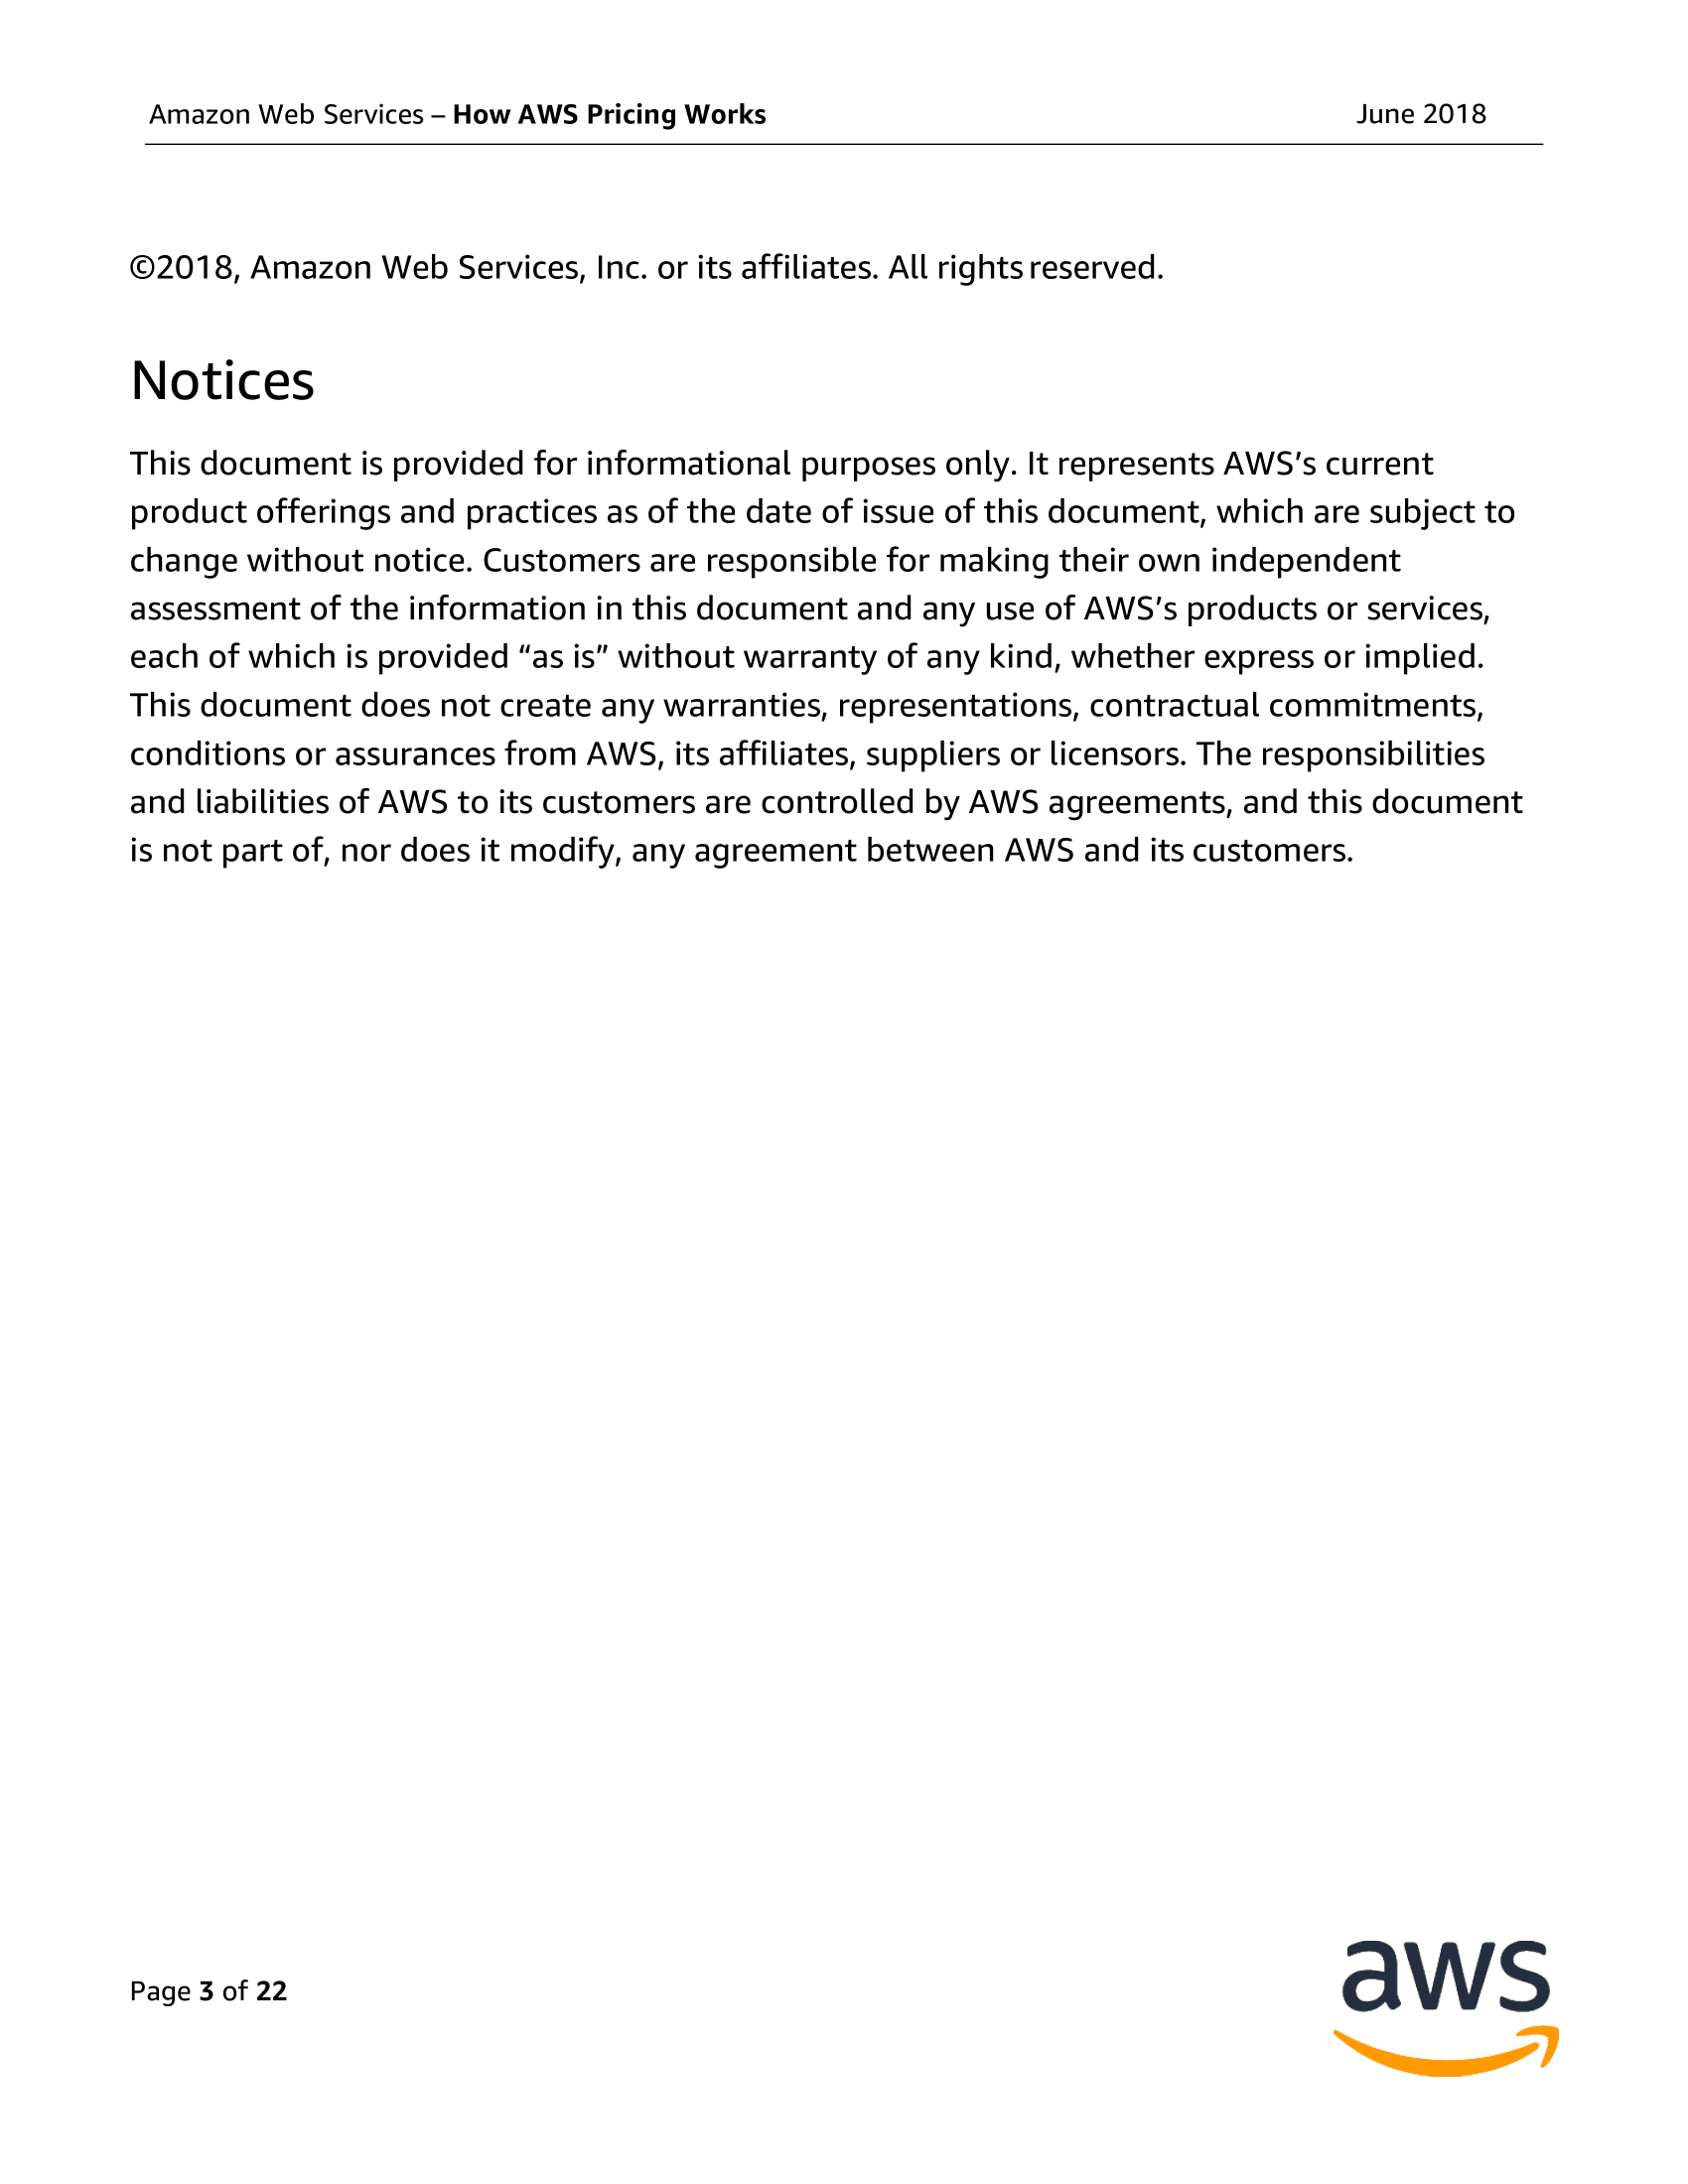 Amazon Web Services – How AWS Pricing Works June 2018
©2018, Amazon Web Services, Inc. or its affiliates. All rights reserved.
Notices
This document is provided for informational purposes only. It represents AWS’s current
product offerings and practices as of the date of issue of this document, which are subject to
change without notice. Customers are responsible for making their own independent
assessment of the information in this document and any use of AWS’s products or services,
each of which is provided “as is” without warranty of any kind, whether express or implied.
This document does not create any warranties, representations, contractual commitments,
conditions or assurances from AWS, its affiliates, suppliers or licensors. The responsibilities
and liabilities of AWS to its customers are controlled by AWS agreements, and this document
is not part of, nor does it modify, any agreement between AWS and its customers.
Page 3 of 22
aws